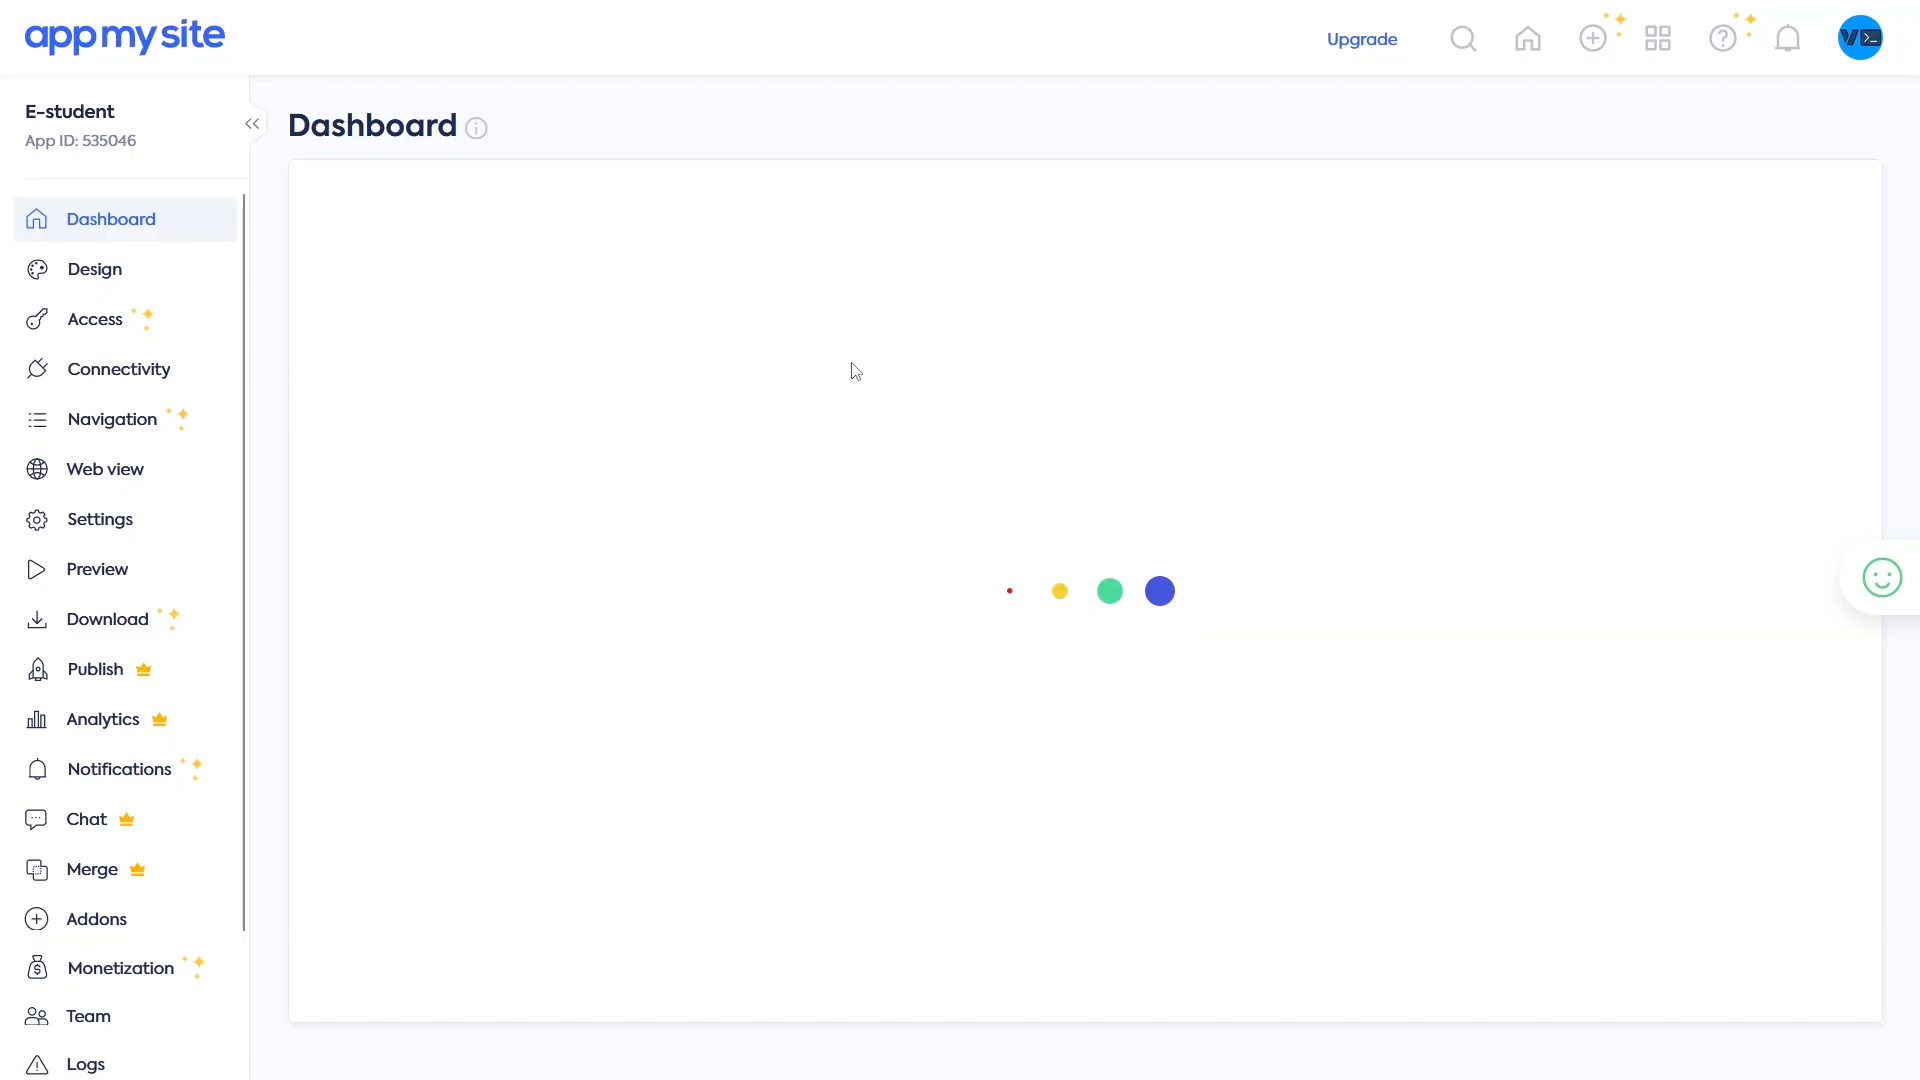 appmysite
Upgrade
E-student
App ID: 535046
Dashboard
Dashboard
Design
Access
Connectivity
Navigation
Web view
Settings
Preview
Download
Publish
Analytics
Notifications
Chat
Merge
Addons
Monetization
Team
Logs